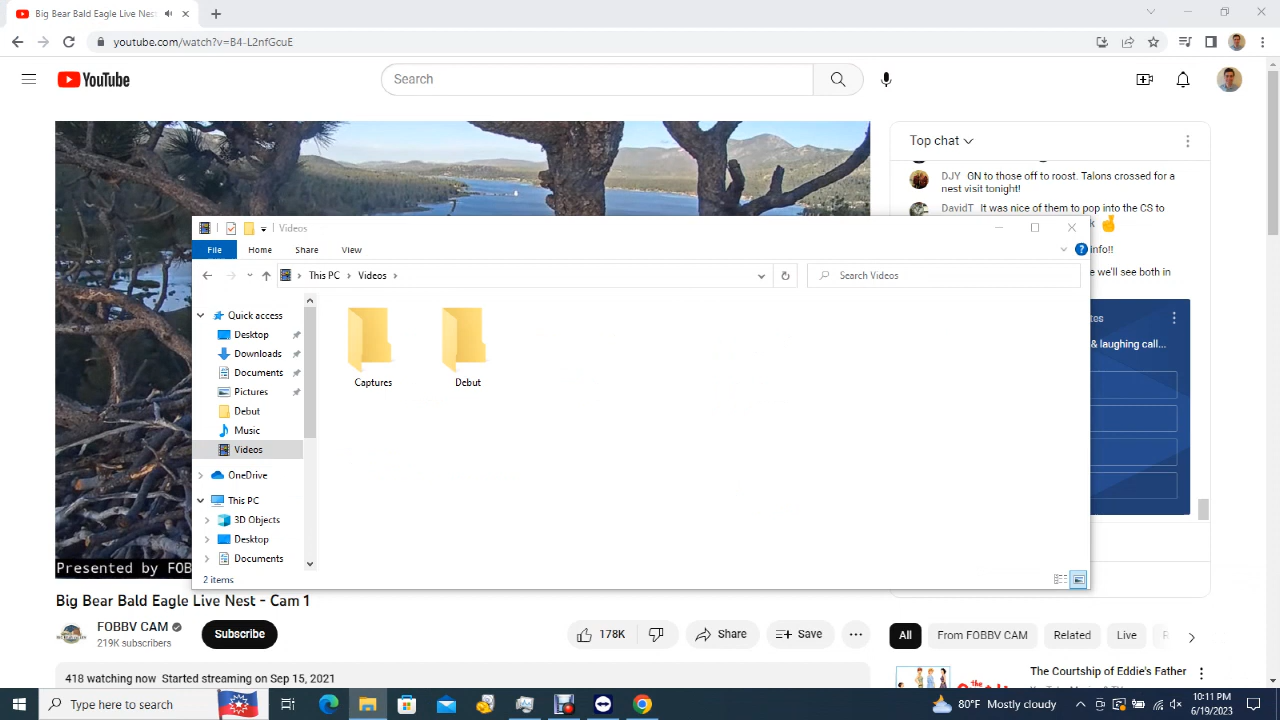 Big Bear Bald Eagle Live Nest
youtube.com/watch?v=B4-L2nfGcuE
YouTube
Search
Top chat
DJY GN to those off to roost. Talons crossed for a
nest visit tonight!
DavidT It was nice of them to pop into the CS to
Videos
File Home Share View
info!!
This PC Videos
Search Videos
e we'll see both in
Quick access
Desktop
Downloads
Documents
Pictures
Debut
Music
Videos
OneDrive
This PC
3D Objects
Desktop
Documents
Captures
Debut
& laughing call...
2 items
Presented by FOB
Big Bear Bald Eagle Live Nest - Cam 1
FOBBV CAM
219K subscribers
Subscribe
178K
Share
Save
All
From FOBBV CAM
Related
Live
418 watching now Started streaming on Sep 15, 2021
The Courtship of Eddie's Father
Type here to search
80°F Mostly cloudy
10:11 PM
6/19/2023